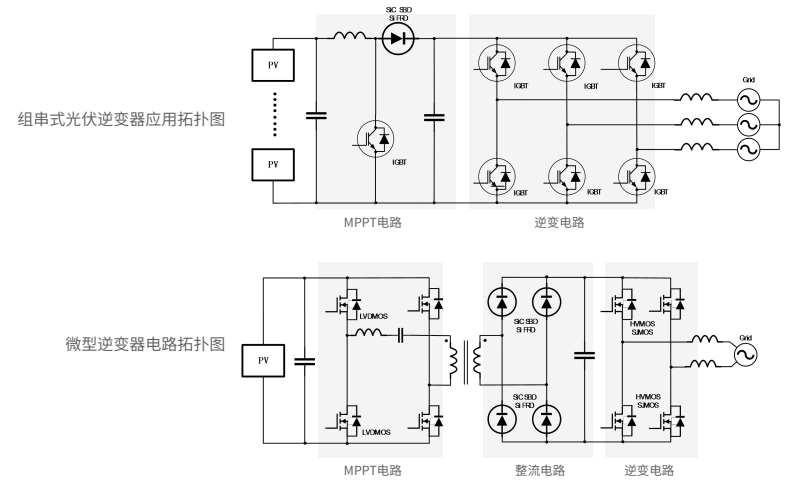 SiC SBD
Si FRD
PV
IGBT
IGBT
IGBT
Grid
组串式光伏逆变器应用拓扑图
PV
IGBT
IGBT
IGBT
IGBT
MPPT电路
逆变电路
LVDMOS
SiC SBD
Si FRD
HVMOS
SJMOS
Grid
微型逆变器电路拓扑图
PV
SiC SBD
Si FRD
HVMOS
SJMOS
LVDMOS
MPPT电路
整流电路
逆变电路